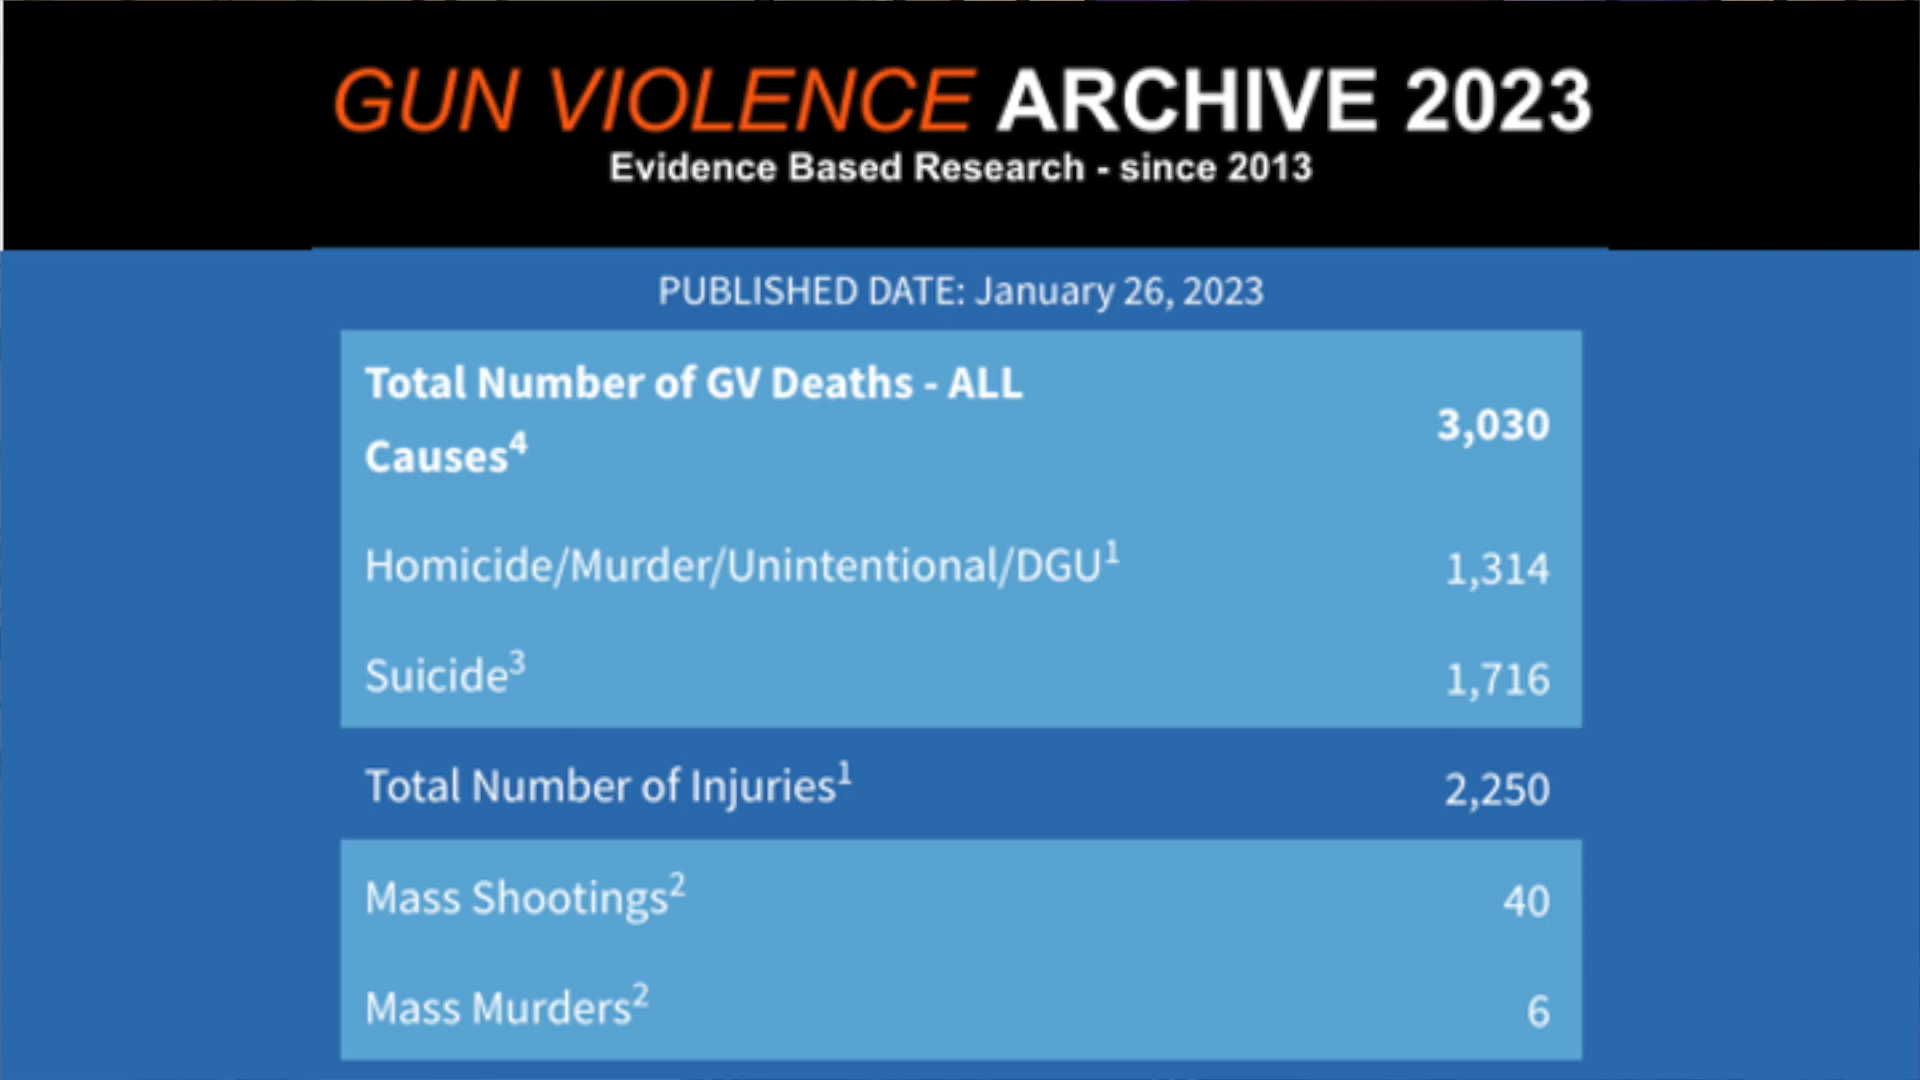 GUN VIOLENCE ARCHIVE 2023
Evidence Based Research - since 2013
PUBLISHED DATE: January 26, 2023
Total Number of GV Deaths - ALL
Causes⁴ 3,030
Homicide/Murder/Unintentional/DGU¹ 1,314
Suicide³ 1,716
Total Number of Injuries¹ 2,250
Mass Shootings² 40
Mass Murders² 6